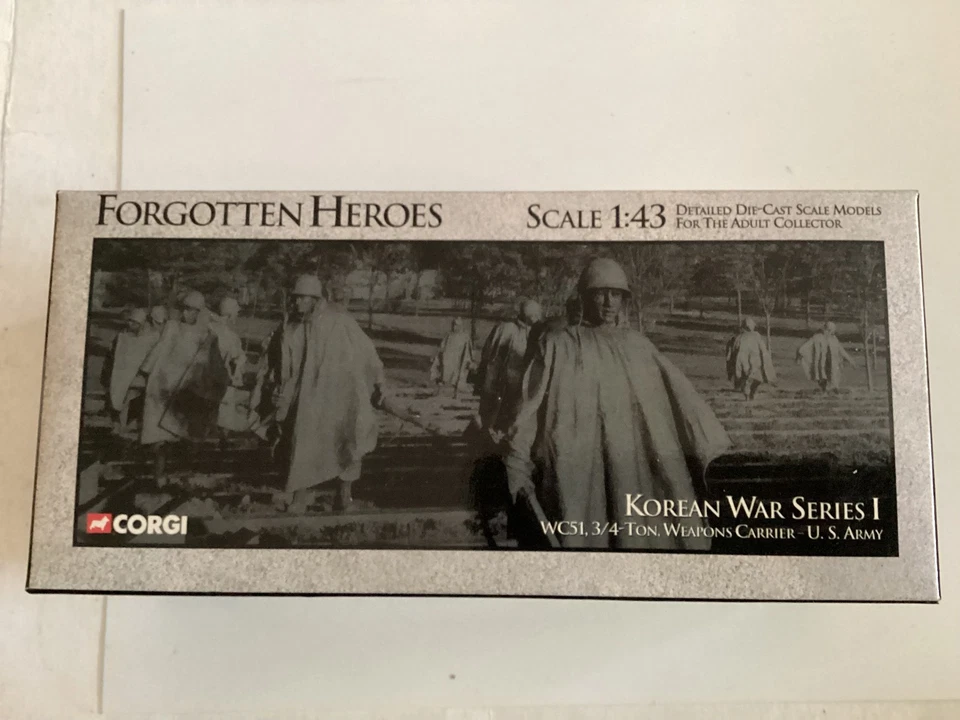 FORGOTTEN HEROES
SCALE 1:43
DETAILED DIE-CAST SCALE MODELS
FOR THE ADULT COLLECTOR
KOREAN WAR SERIES I
WC51, 3/4-TON, WEAPONS CARRIER - U. S. ARMY
CORGI